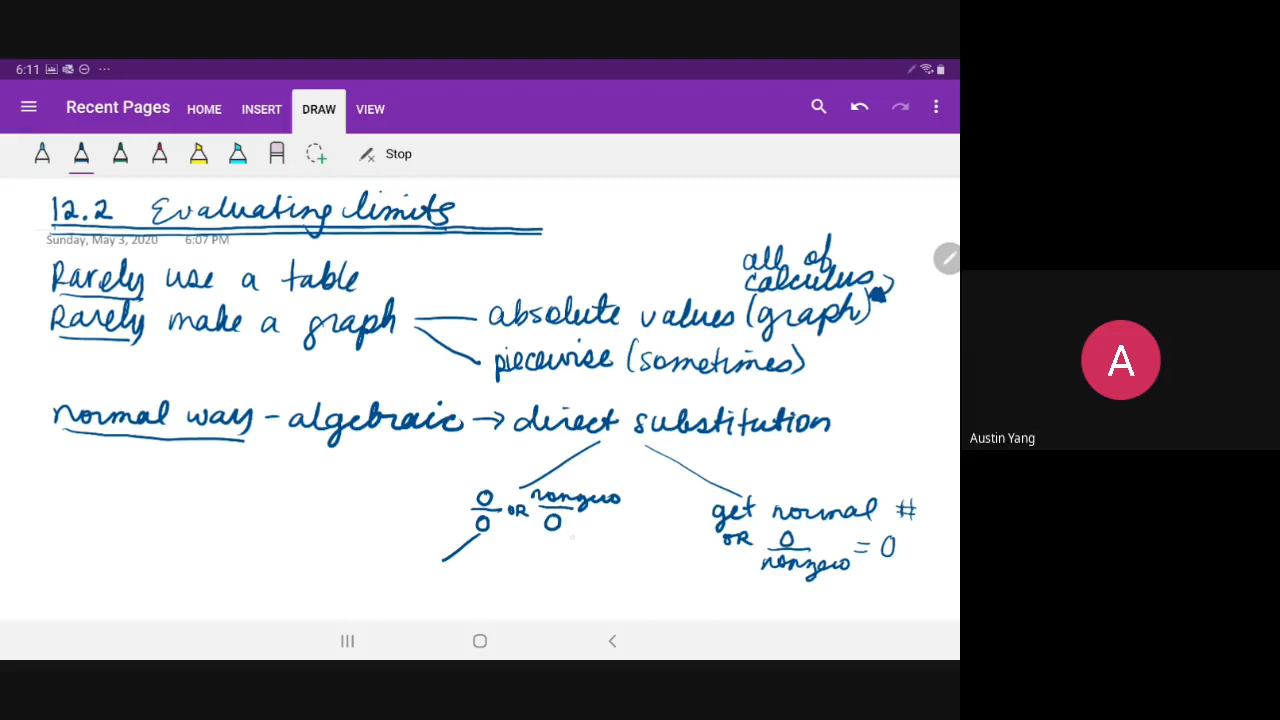 6:11
Recent Pages HOME INSERT DRAW VIEW
Stop
12.2 Evaluating limits
Sunday, May 3, 2020 6:07 PM
all of
calculus
Rarely use a table
Rarely make a graph — absolute values (graph)
piecewise (sometimes)
normal way - algebraic → direct substitution
0/0 OR nonzero/0
get normal #
OR 0/nonzero = 0
A
Austin Yang